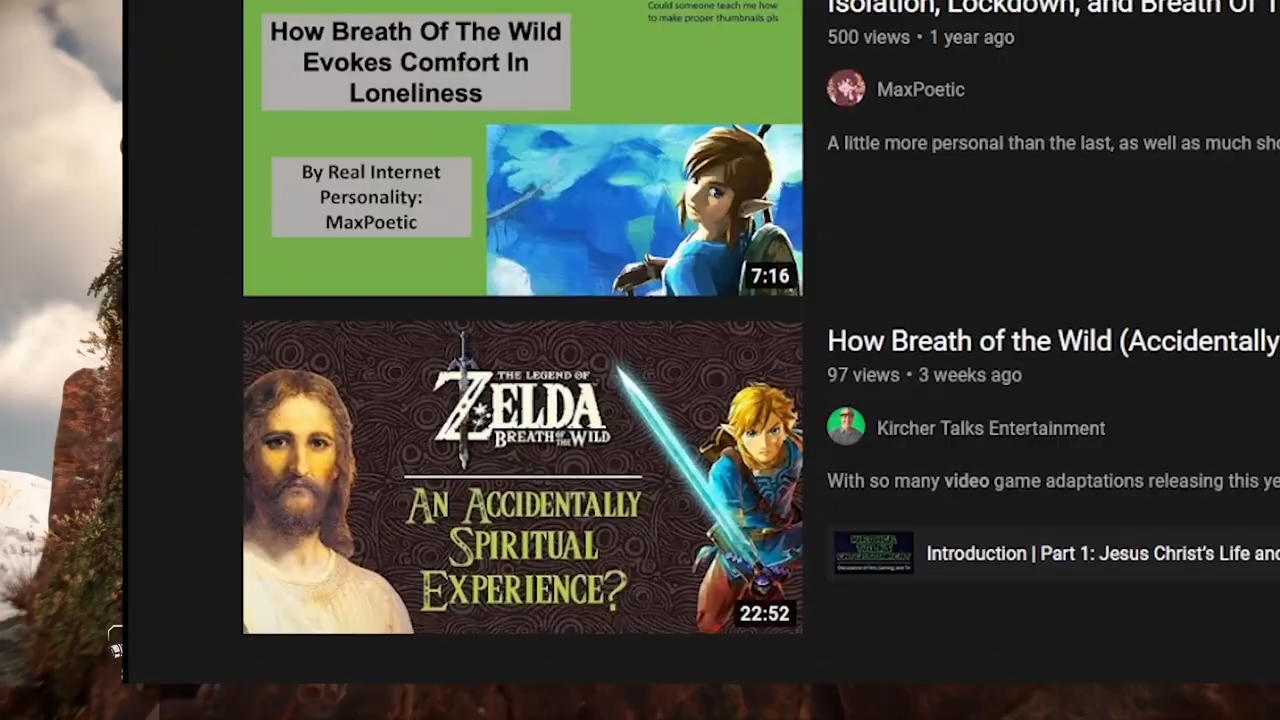 Could someone teach me how
to make proper thumbnails pls
How Breath Of The Wild
Evokes Comfort In
Loneliness
By Real Internet
Personality:
MaxPoetic
7:16
Isolation, Lockdown, and Breath Of
500 views • 1 year ago
MaxPoetic
A little more personal than the last, as well as much
THE LEGEND OF
ZELDA
BREATH OF THE WILD
AN ACCIDENTALLY
SPIRITUAL
EXPERIENCE?
22:52
How Breath of the Wild (Accidentally
97 views • 3 weeks ago
Kircher Talks Entertainment
With so many video game adaptations releasing this
Introduction | Part 1: Jesus Christ's Life